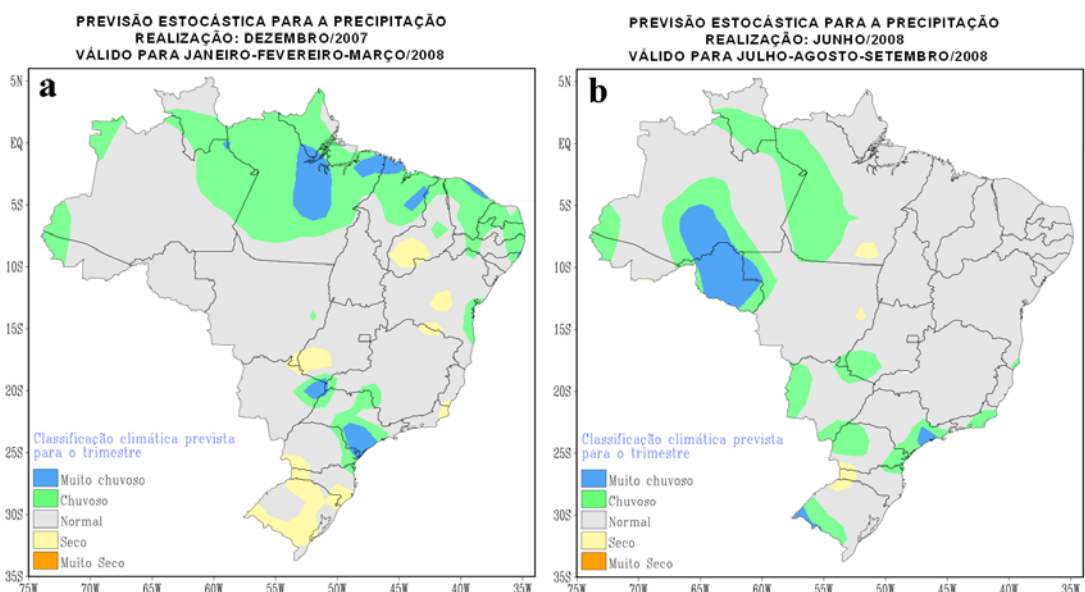 PREVISÃO ESTOCÁSTICA PARA A PRECIPITAÇÃO
REALIZAÇÃO: DEZEMBRO/2007
VÁLIDO PARA JANEIRO-FEVEREIRO-MARÇO/2008
a
5N
EQ
5S
10S
15S
20S
25S
30S
35S
Classificação climática prevista
para o trimestre
Muito chuvoso
Chuvoso
Normal
Seco
Muito Seco
75W 70W 65W 60W 55W 50W 45W 40W 35W
PREVISÃO ESTOCÁSTICA PARA A PRECIPITAÇÃO
REALIZAÇÃO: JUNHO/2008
VÁLIDO PARA JULHO-AGOSTO-SETEMBRO/2008
b
5N
EQ
5S
10S
15S
20S
25S
30S
35S
Classificação climática prevista
para o trimestre
Muito chuvoso
Chuvoso
Normal
Seco
Muito Seco
75W 70W 65W 60W 55W 50W 45W 40W 35W